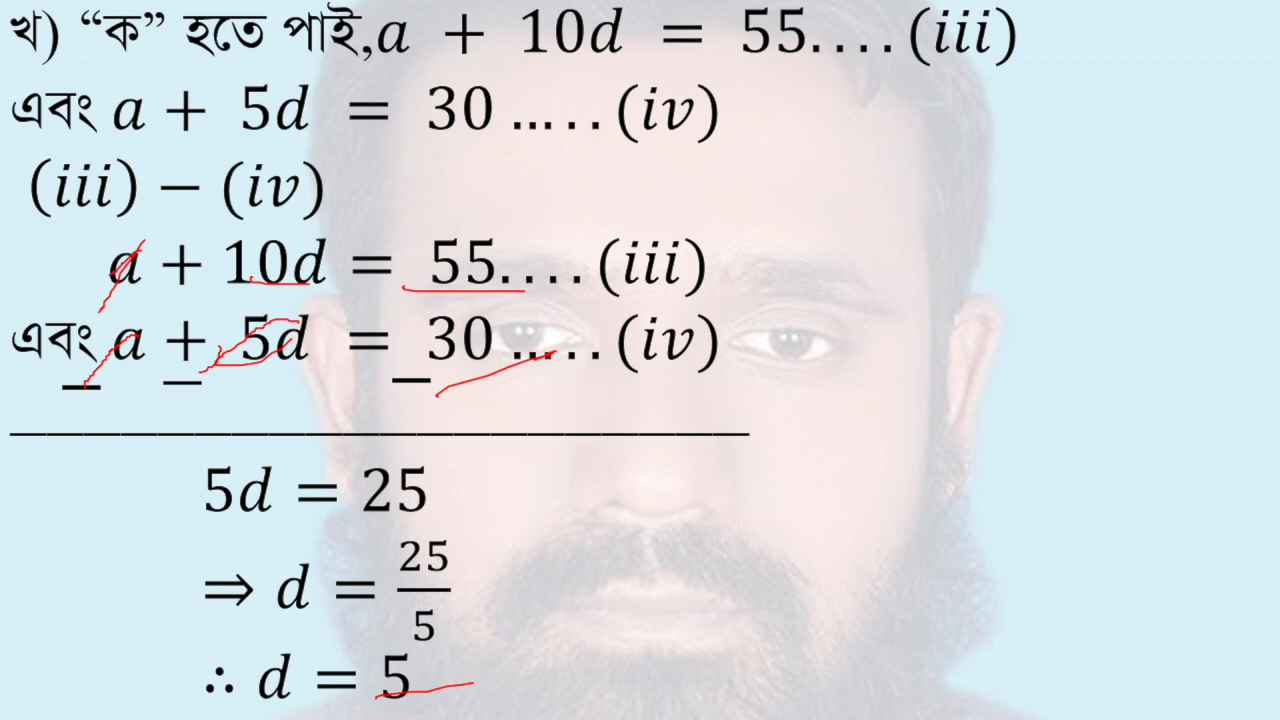 খ) “ক” হতে পাই,a + 10d = 55....(iii)
এবং a + 5d = 30 .....(iv)
(iii) − (iv)
a + 10d = 55....(iii)
এবং a + 5d = 30 .....(iv)
− − −
5d = 25
⇒ d = 25/5
∴ d = 5